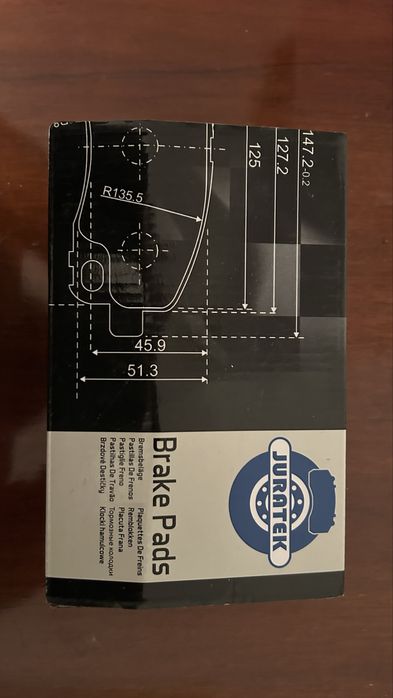 147.2-0.2
127.2
125
R135.5
45.9
51.3
JURATEK
Brake Pads
Bremsbeläge
Pastillas De Frenos
Pastiglie Freno
Pastilhas De Travão
Brzdové Destičky
Plaquettes De Freins
Remblokken
Placuta Frana
Тормозные колодки
Klocki hamulcowe